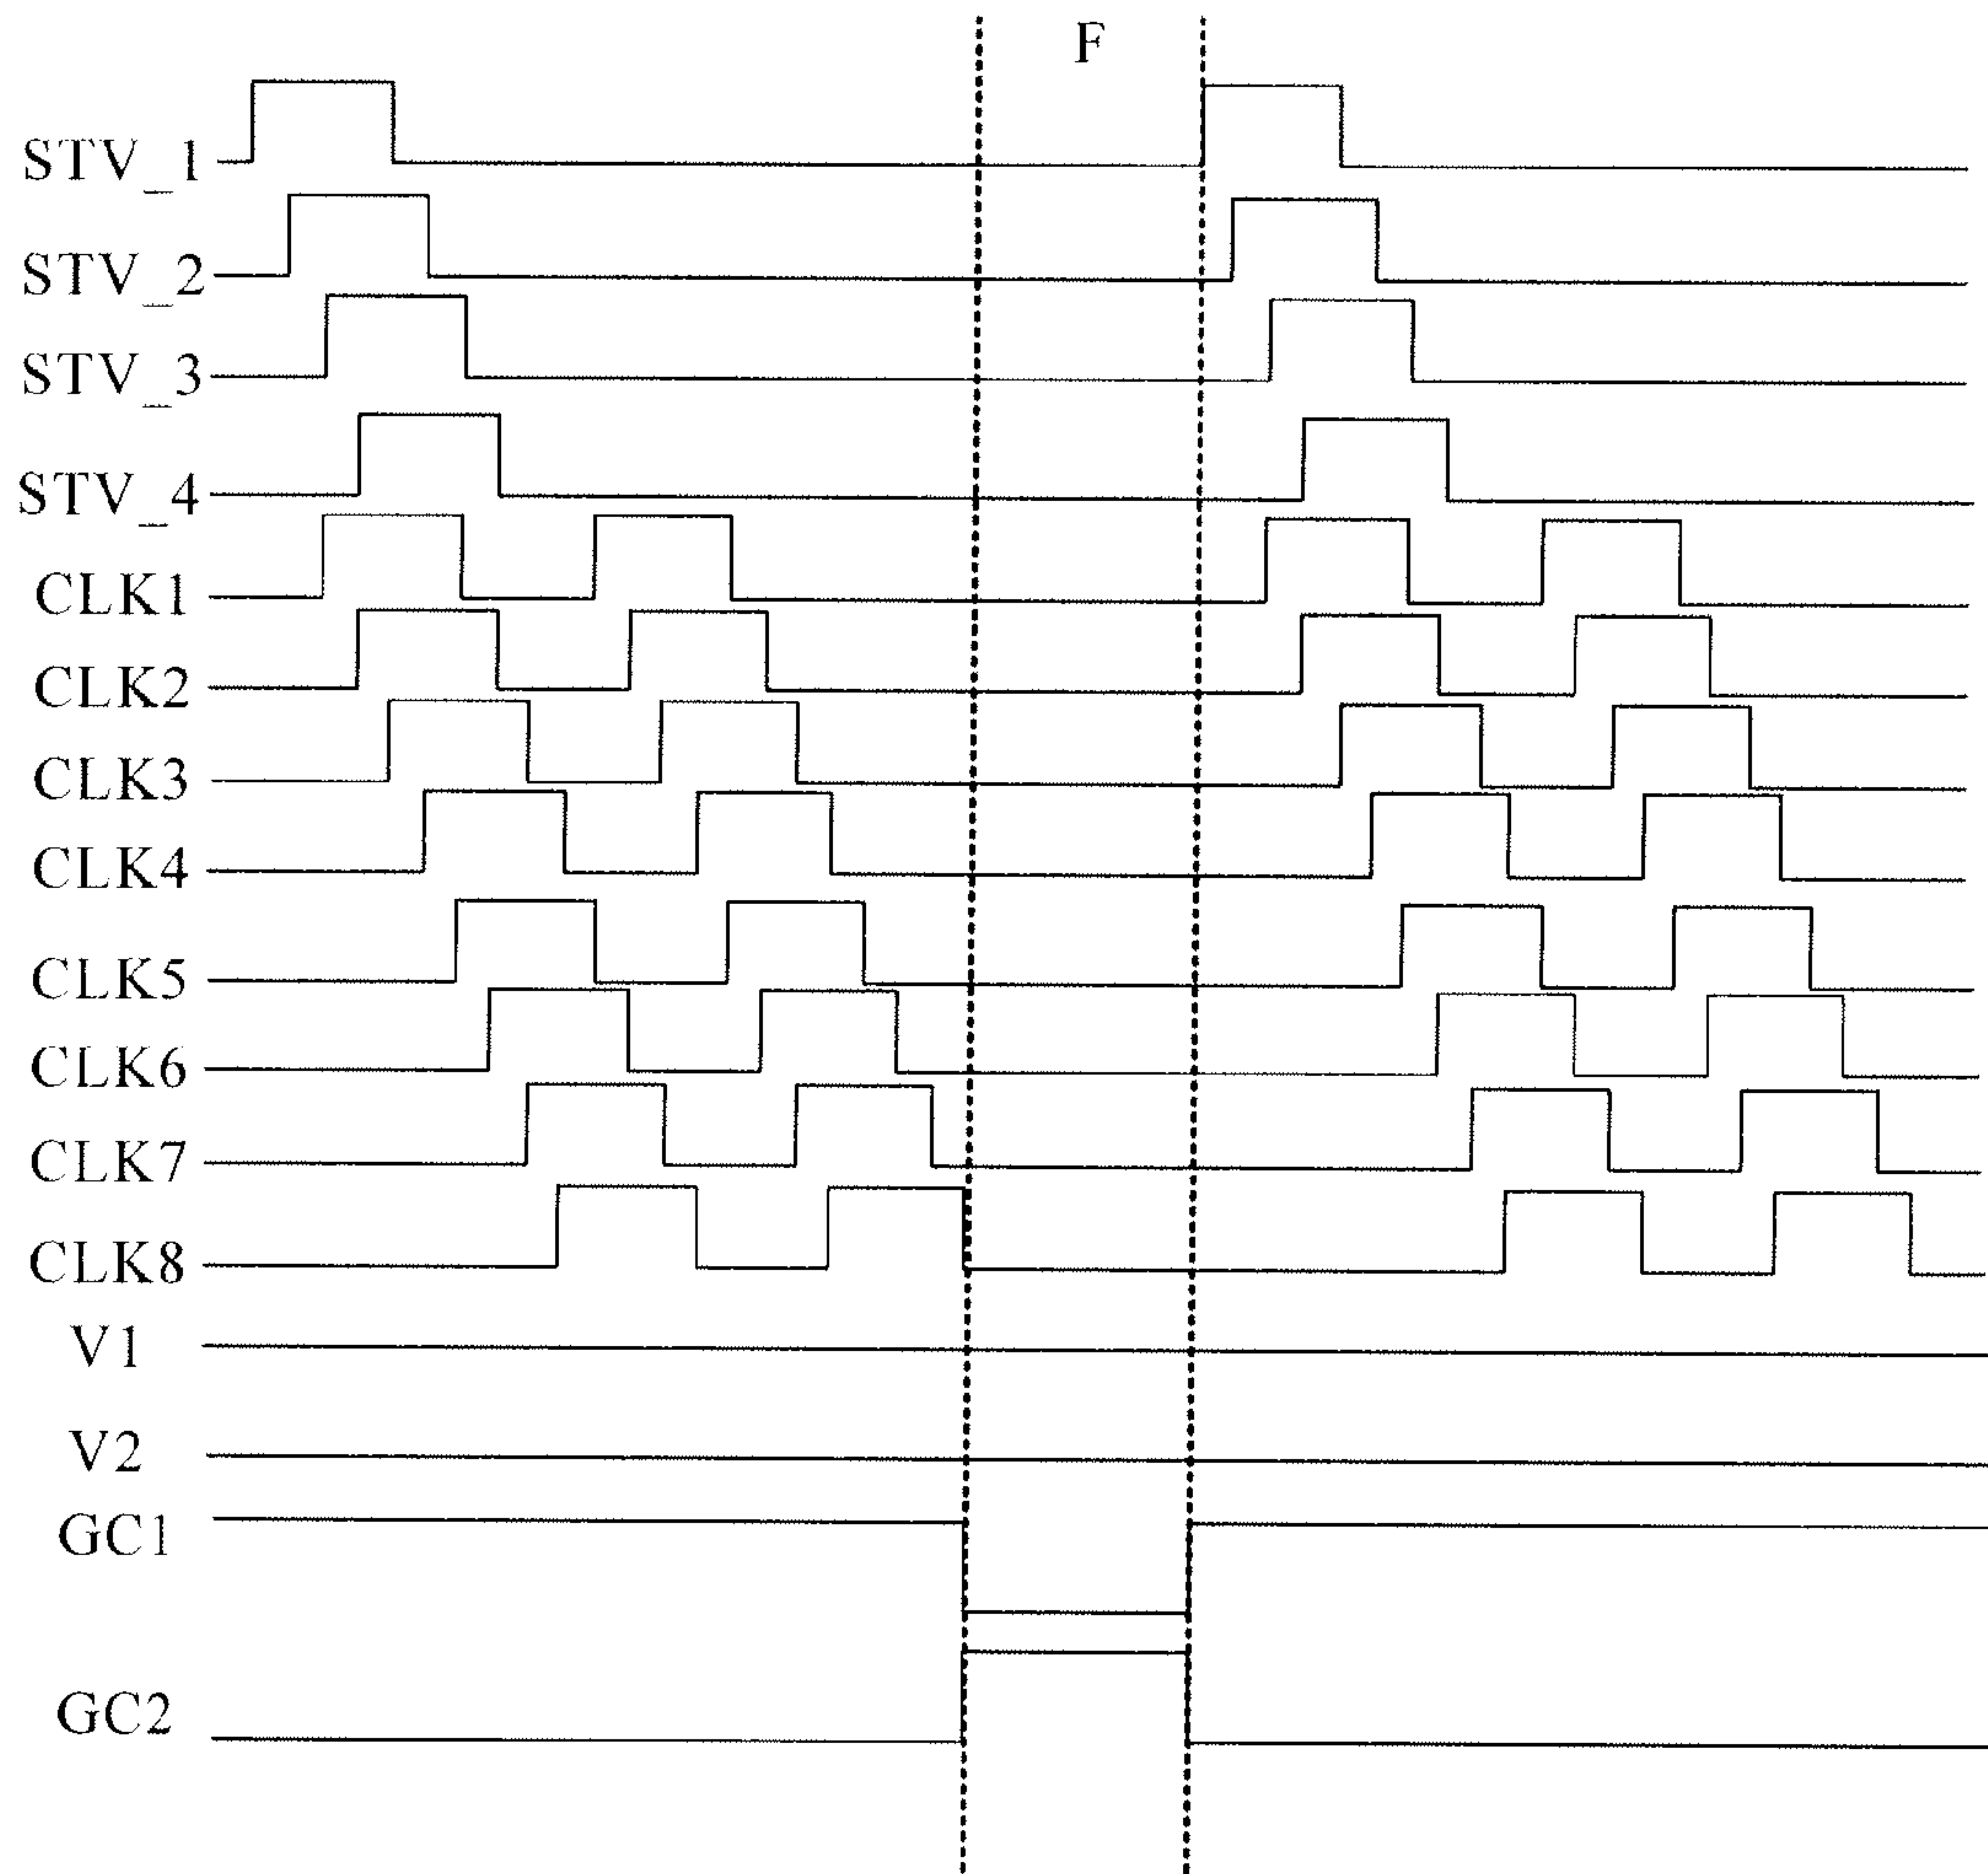 F
STV_1
STV_2
STV_3
STV_4
CLK1
CLK2
CLK3
CLK4
CLK5
CLK6
CLK7
CLK8
V1
V2
GC1
GC2